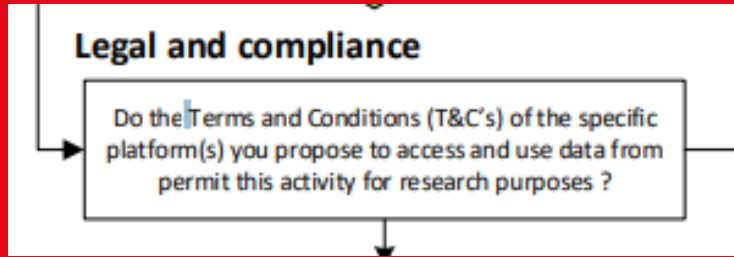 Legal and compliance
Do the Terms and Conditions (T&C's) of the specific
platform(s) you propose to access and use data from
permit this activity for research purposes ?